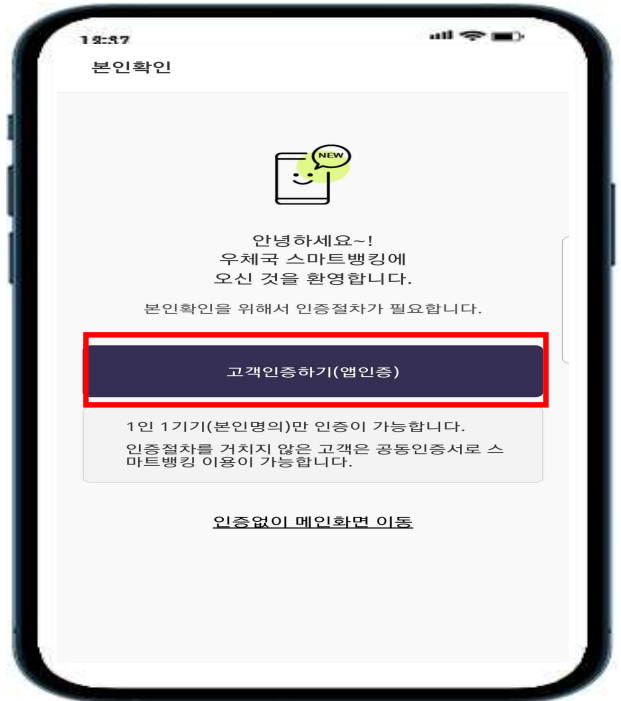 본인확인
NEW
안녕하세요~!
우체국 스마트뱅킹에
오신 것을 환영합니다.
본인확인을 위해서 인증절차가 필요합니다.
고객인증하기(앱인증)
1인 1기기(본인명의)만 인증이 가능합니다.
인증절차를 거치지 않은 고객은 공동인증서로 스
마트뱅킹 이용이 가능합니다.
인증없이 메인화면 이동